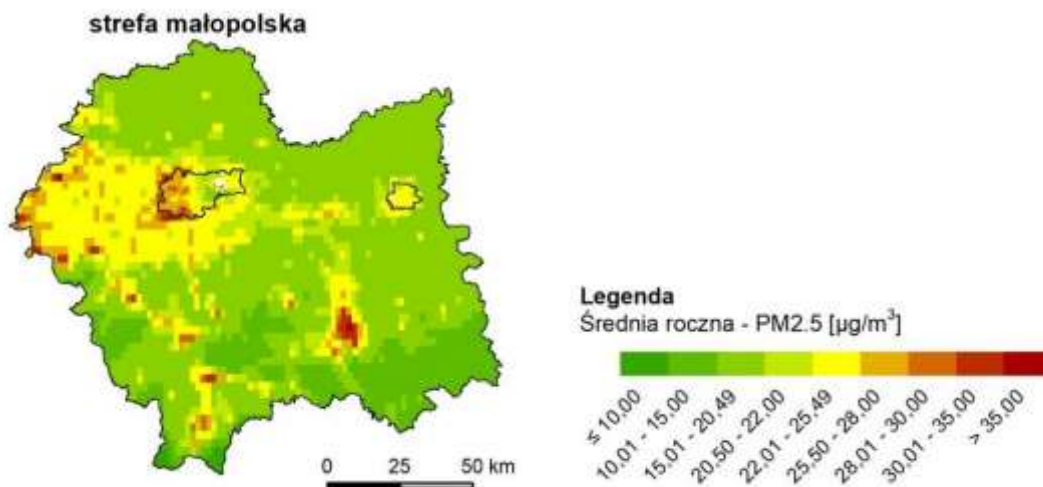 strefa małopolska
Legenda
Średnia roczna - PM2.5 [µg/m³]
≤ 10,00
10,01 - 15,00
15,01 - 20,49
20,50 - 22,00
22,01 - 25,49
25,50 - 28,00
28,01 - 30,00
30,01 - 35,00
> 35,00
0 25 50 km